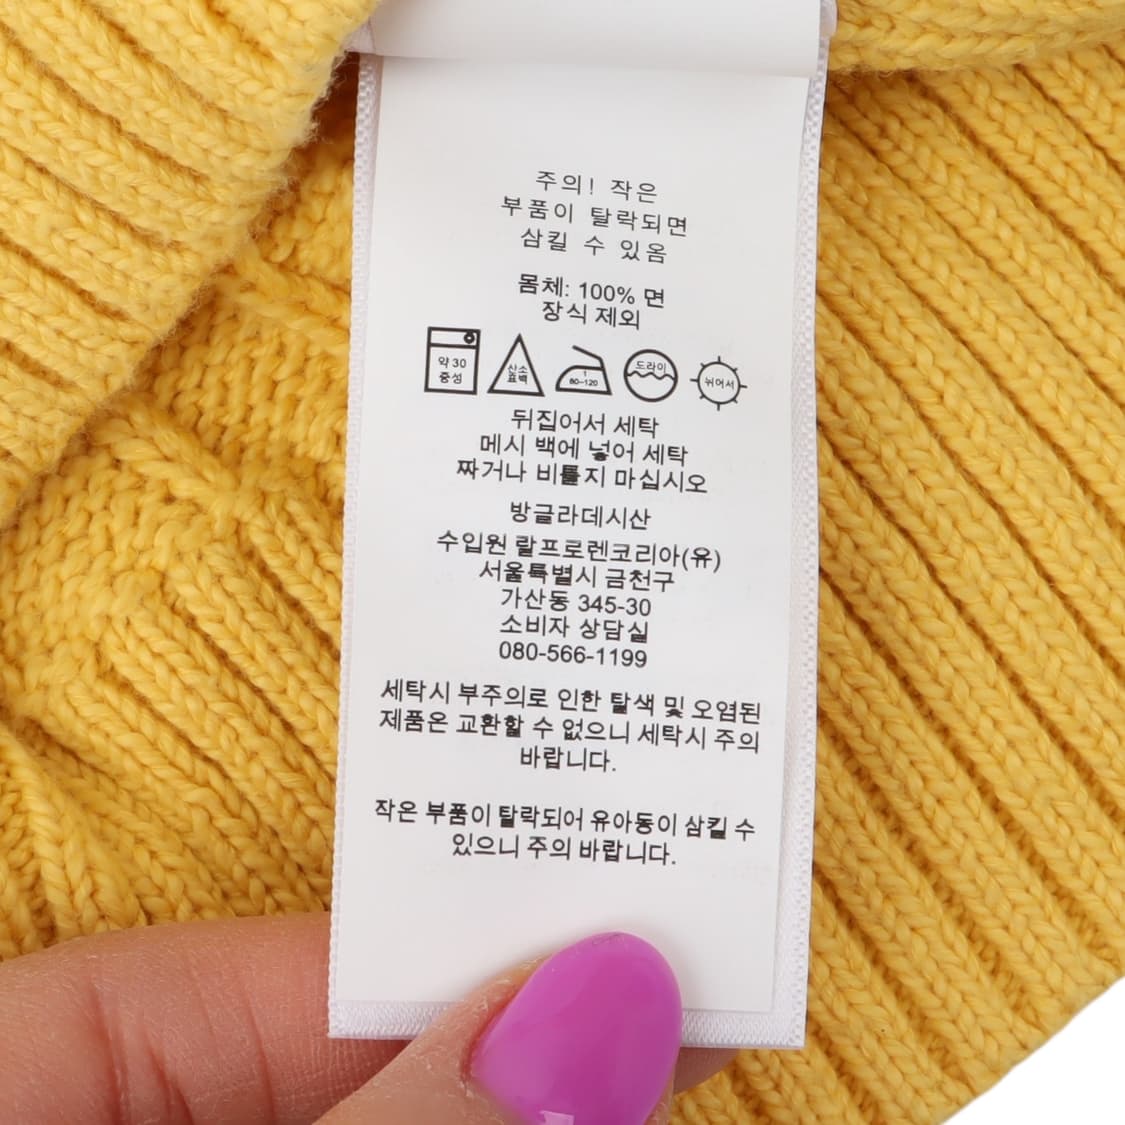 주의! 작은
부품이 탈락되면
삼킬 수 있옴
몸체: 100% 면
장식 제외
약 30
중성
산소
표백
1
80~120
드라이
뉘어서
뒤집어서 세탁
메시 백에 넣어 세탁
짜거나 비틀지 마십시오
방글라데시산
수입원 랄프로렌코리아(유)
서울특별시 금천구
가산동 345-30
소비자 상담실
080-566-1199
세탁시 부주의로 인한 탈색 및 오염된
제품은 교환할 수 없으니 세탁시 주의
바랍니다.
작은 부품이 탈락되어 유아동이 삼킬 수
있으니 주의 바랍니다.